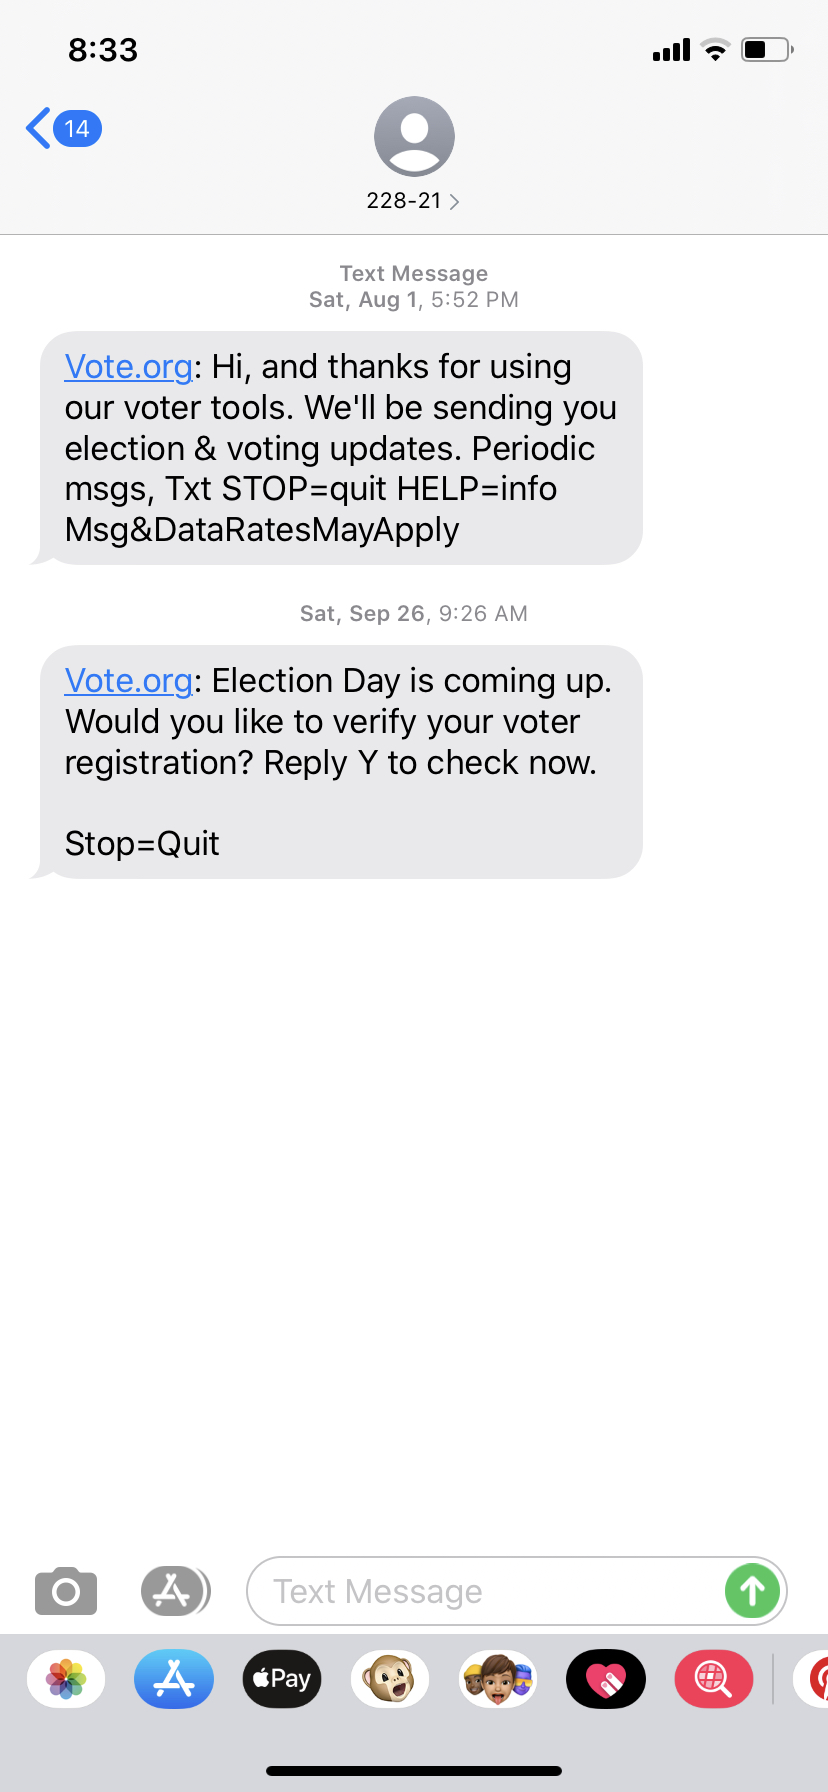 8:33
14
228-21
Text Message
Sat, Aug 1, 5:52 PM
Vote.org: Hi, and thanks for using
our voter tools. We'll be sending you
election & voting updates. Periodic
msgs, Txt STOP=quit HELP=info
Msg&DataRatesMayApply
Sat, Sep 26, 9:26 AM
Vote.org: Election Day is coming up.
Would you like to verify your voter
registration? Reply Y to check now.
Stop=Quit
Text Message
Pay